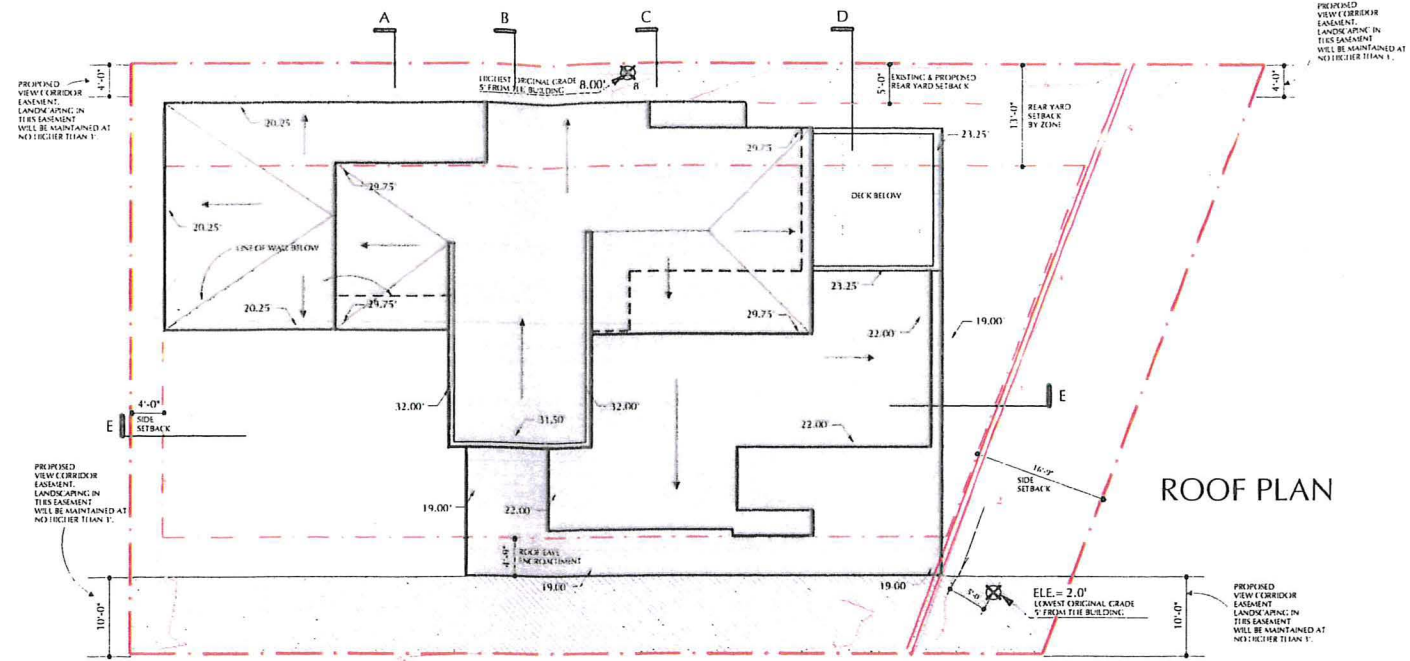 A
B
C
D
PROPOSED
VIEW CORRIDOR
EASEMENT.
LANDSCAPING IN
THIS EASEMENT
WILL BE MAINTAINED AT
NO HIGHER THAN 1'.
4'-0"
PROPOSED
VIEW CORRIDOR
EASEMENT.
LANDSCAPING IN
THIS EASEMENT
WILL BE MAINTAINED AT
NO HIGHER THAN 3'.
4'-0"
HIGHEST ORIGINAL GRADE
5' FROM THE BUILDING
8.00'
8
5'-0"
EXISTING & PROPOSED
REAR YARD SETBACK
13'-0"
REAR YARD
SETBACK
BY ZONE
20.25'
29.75'
23.25'
29.75'
DECK BELOW
20.25'
LINE OF WALL BELOW
20.25'
29.75'
23.25'
29.75'
22.00'
19.00'
4'-0"
SIDE
SETBACK
E
32.00'
31.50'
32.00'
22.00'
E
16'-0"
SIDE
SETBACK
ROOF PLAN
PROPOSED
VIEW CORRIDOR
EASEMENT.
LANDSCAPING IN
THIS EASEMENT
WILL BE MAINTAINED AT
NO HIGHER THAN 3'.
19.00'
22.00'
ROOF EAVE
ENCROACHMENT
19.00'
19.00'
5'-0"
ELE.= 2.0'
LOWEST ORIGINAL GRADE
5' FROM THE BUILDING
10'-0"
10'-0"
PROPOSED
VIEW CORRIDOR
EASEMENT
LANDSCAPING IN
THIS EASEMENT
WILL BE MAINTAINED AT
NO HIGHER THAN 3'.